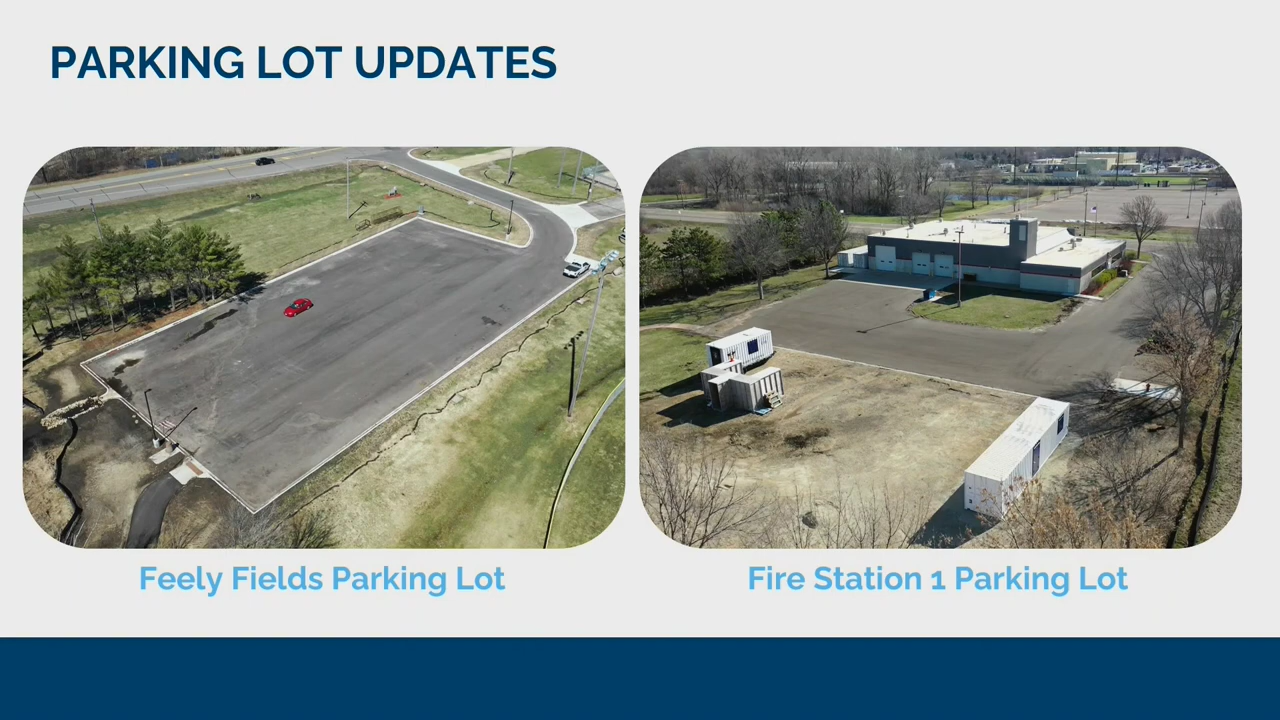 PARKING LOT UPDATES
Feely Fields Parking Lot
Fire Station 1 Parking Lot